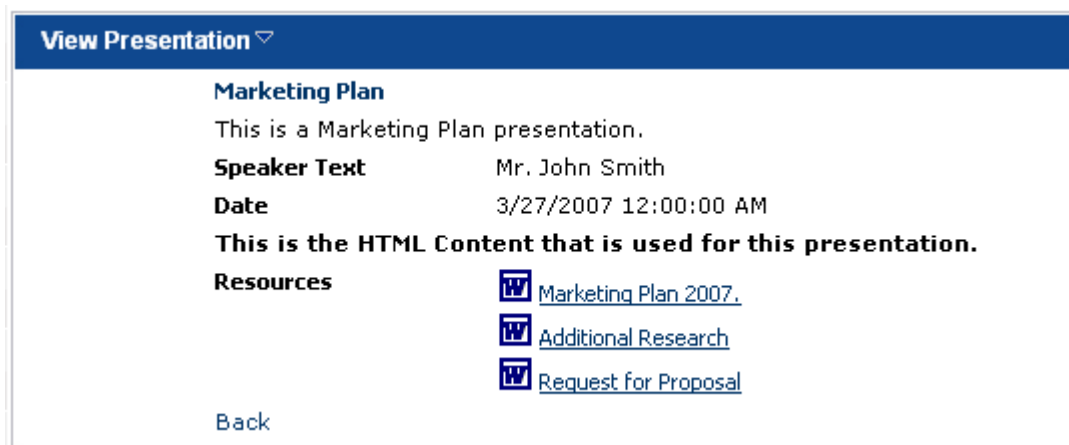 View Presentation
Marketing Plan
This is a Marketing Plan presentation.
Speaker Text Mr. John Smith
Date 3/27/2007 12:00:00 AM
This is the HTML Content that is used for this presentation.
Resources W Marketing Plan 2007.
W Additional Research
W Request for Proposal
Back